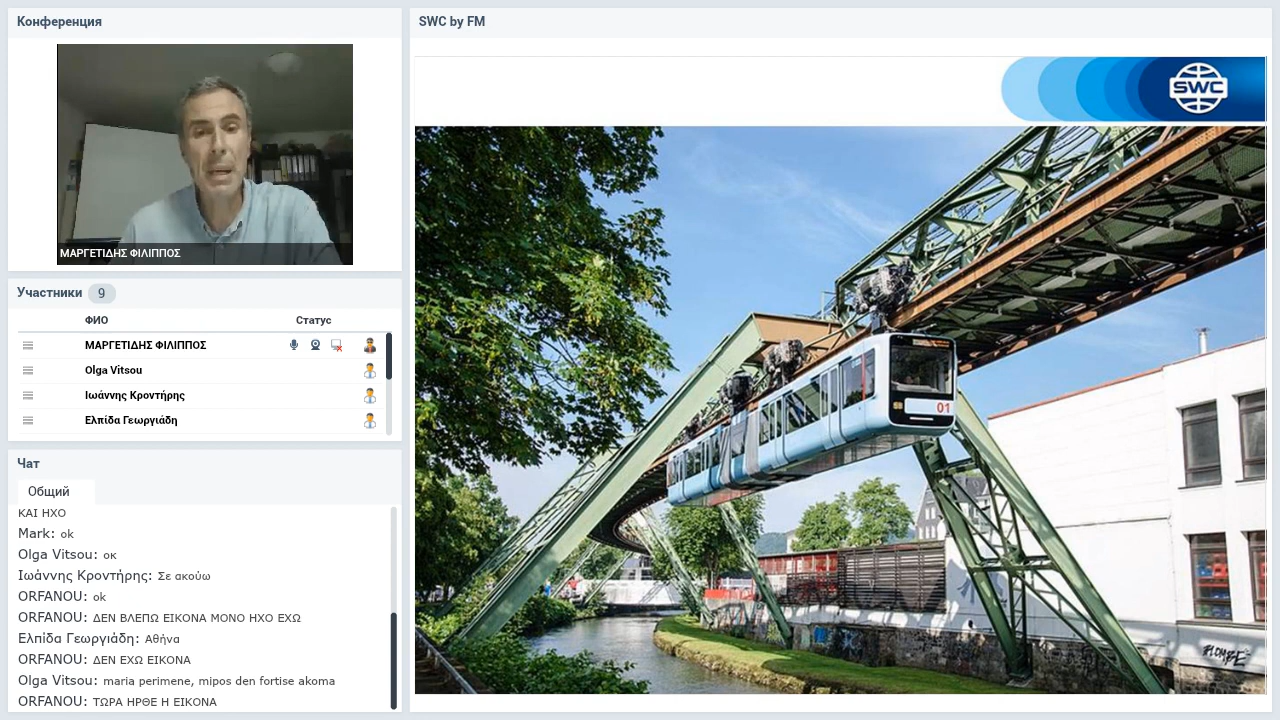 Конференция
ΜΑΡΓΕΤΙΔΗΣ ΦΙΛΙΠΠΟΣ
Участники 9
ФИО Статус
ΜΑΡΓΕΤΙΔΗΣ ΦΙΛΙΠΠΟΣ
Olga Vitsou
Ιωάννης Κροντήρης
Ελπίδα Γεωργιάδη
Чат
Общий
ΚΑΙ ΗΧΟ
Mark: ok
Olga Vitsou: οκ
Ιωάννης Κροντήρης: Σε ακούω
ORFANOU: ok
ORFANOU: ΔΕΝ ΒΛΕΠΩ ΕΙΚΟΝΑ ΜΟΝΟ ΗΧΟ ΕΧΩ
Ελπίδα Γεωργιάδη: Αθήνα
ORFANOU: ΔΕΝ ΕΧΩ ΕΙΚΟΝΑ
Olga Vitsou: maria perimene, mipos den fortise akoma
ORFANOU: ΤΩΡΑ ΗΡΘΕ Η ΕΙΚΟΝΑ
SWC by FM
SWC
01